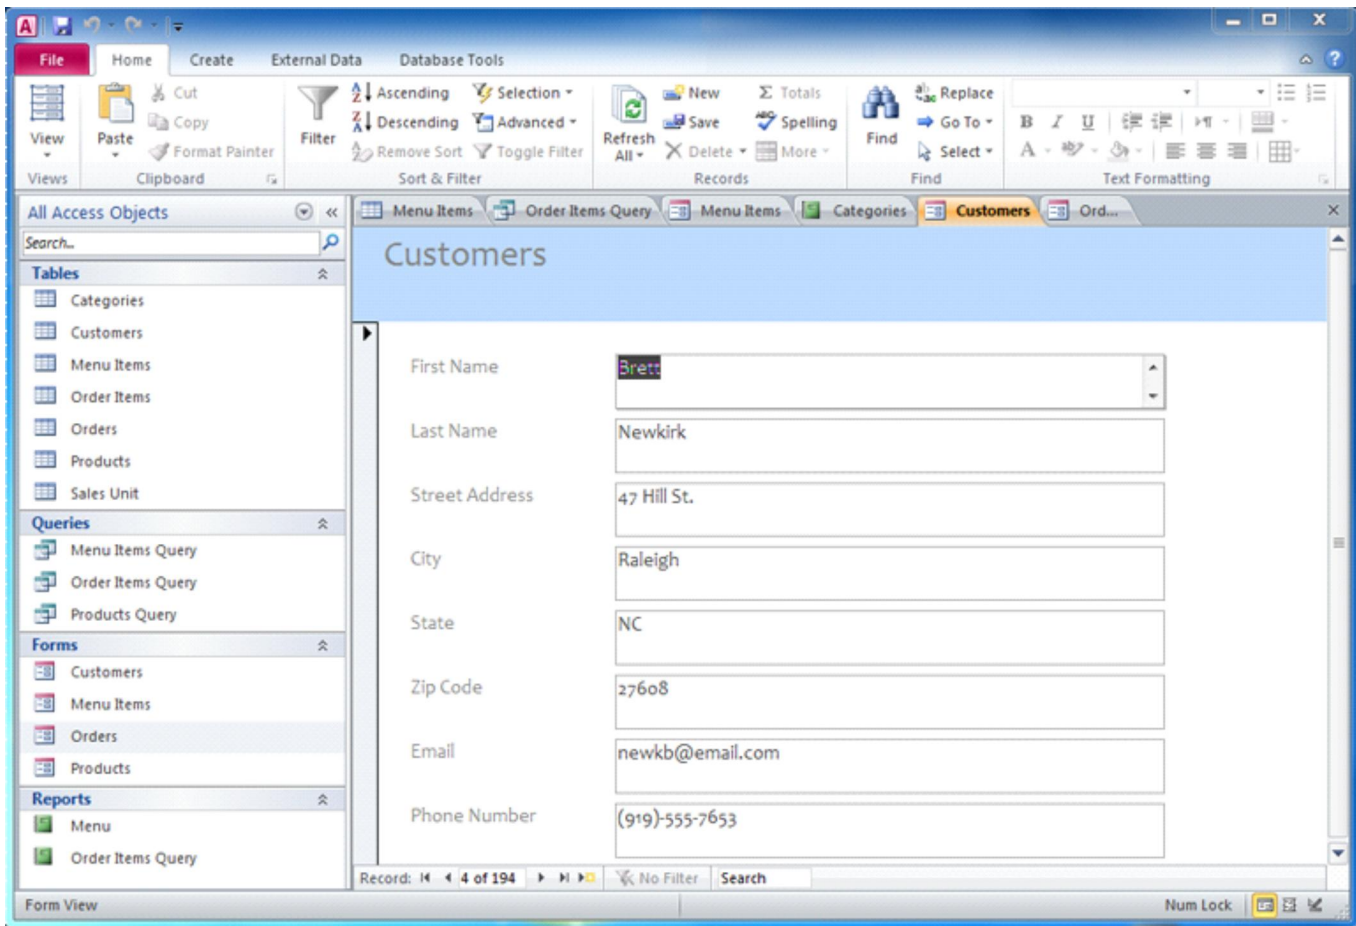 A
File Home Create External Data Database Tools
View
Views
Paste
Cut
Copy
Format Painter
Clipboard
Filter
Ascending
Descending
Remove Sort
Selection
Advanced
Toggle Filter
Sort & Filter
Refresh
All
New
Save
Delete
Totals
Spelling
More
Records
Find
Replace
Go To
Select
Find
B I U
A
Text Formatting
All Access Objects
Search...
Tables
Categories
Customers
Menu Items
Order Items
Orders
Products
Sales Unit
Queries
Menu Items Query
Order Items Query
Products Query
Forms
Customers
Menu Items
Orders
Products
Reports
Menu
Order Items Query
Menu Items Order Items Query Menu Items Categories Customers Ord...
Customers
First Name Brett
Last Name Newkirk
Street Address 47 Hill St.
City Raleigh
State NC
Zip Code 27608
Email newkb@email.com
Phone Number (919)-555-7653
Record: 4 of 194 No Filter Search
Form View Num Lock